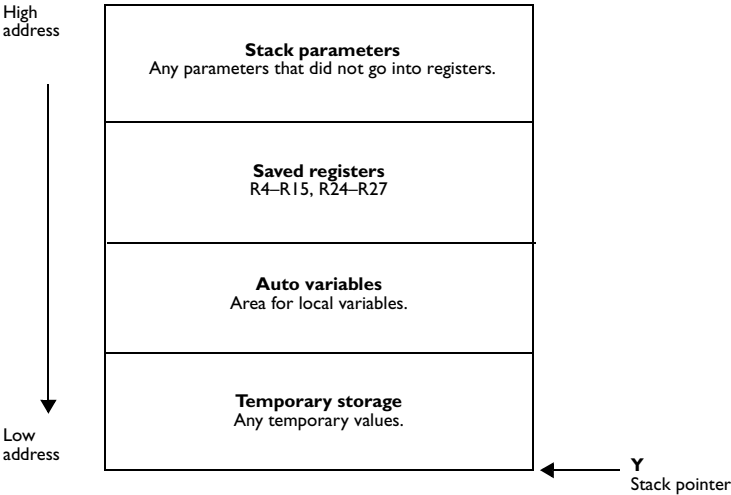 High
address
Stack parameters
Any parameters that did not go into registers.
Saved registers
R4–R15, R24–R27
Auto variables
Area for local variables.
Temporary storage
Any temporary values.
Low
address
Y
Stack pointer